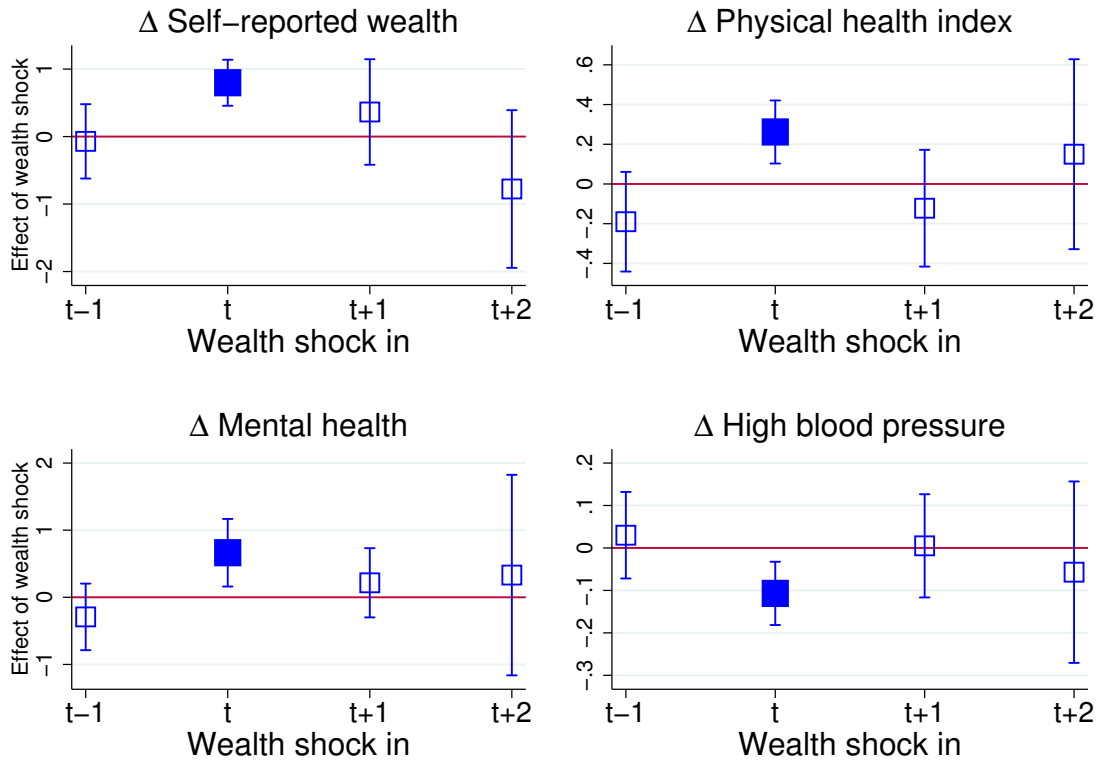 Δ Self−reported wealth
Effect of wealth shock
1
0
−1
−2
t−1 t t+1 t+2
Wealth shock in
Δ Physical health index
.6
.4
.2
0
−.2
−.4
t−1 t t+1 t+2
Wealth shock in
Δ Mental health
Effect of wealth shock
2
1
0
−1
t−1 t t+1 t+2
Wealth shock in
Δ High blood pressure
.2
.1
0
−.1
−.2
−.3
t−1 t t+1 t+2
Wealth shock in